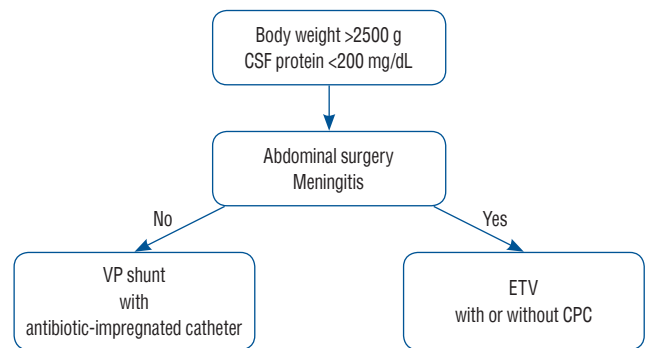 Body weight >2500 g
CSF protein <200 mg/dL
Abdominal surgery
Meningitis
No
Yes
VP shunt
with
antibiotic-impregnated catheter
ETV
with or without CPC